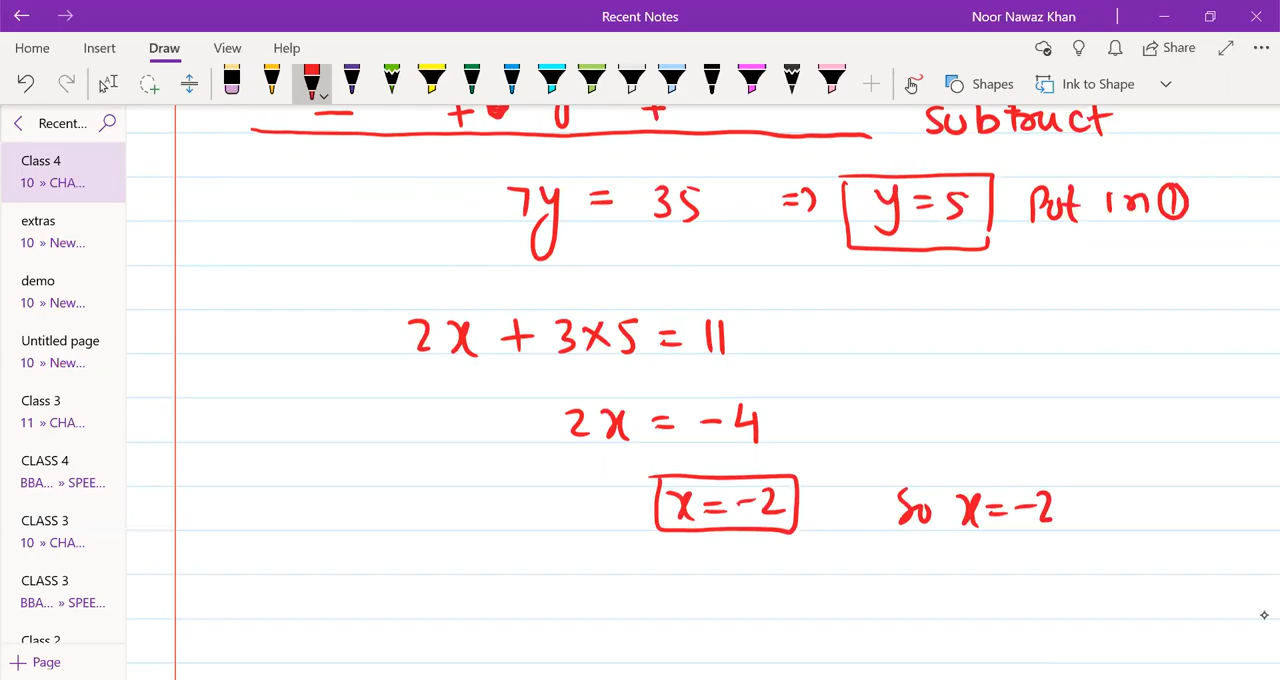 Recent Notes
Noor Nawaz Khan
Home Insert Draw View Help
Share
Shapes
Ink to Shape
Recent...
Class 4
10 » CHA...
extras
10 » New...
demo
10 » New...
Untitled page
10 » New...
Class 3
11 » CHA...
CLASS 4
BBA... » SPEE...
CLASS 3
10 » CHA...
CLASS 3
BBA... » SPEE...
Class 2
+ Page
subtruct
7y = 35 => y = 5 Put in ①
2x + 3×5 = 11
2x = -4
x = -2 So x = -2